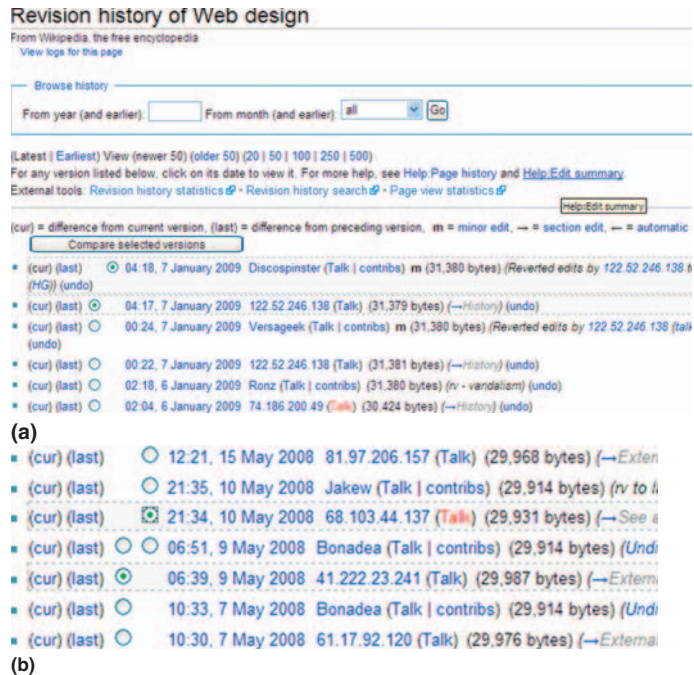 Revision history of Web design
From Wikipedia, the free encyclopedia
View logs for this page
Browse history
From year (and earlier): From month (and earlier): all Go
(Latest | Earliest) View (newer 50) (older 50) (20 | 50 | 100 | 250 | 500)
For any version listed below, click on its date to view it. For more help, see Help:Page history and Help:Edit summary.
External tools: Revision history statistics · Revision history search · Page view statistics
Help:Edit summary
(cur) = difference from current version, (last) = difference from preceding version, m = minor edit, → = section edit, ← = automatic
Compare selected versions
(cur) (last) 04:18, 7 January 2009 Discospinster (Talk | contribs) m (31,380 bytes) (Reverted edits by 122.52.246.138 t
(HG)) (undo)
(cur) (last) 04:17, 7 January 2009 122.52.246.138 (Talk) (31,379 bytes) (→History) (undo)
(cur) (last) 00:24, 7 January 2009 Versageek (Talk | contribs) m (31,380 bytes) (Reverted edits by 122.52.246.138 (talk
(undo)
(cur) (last) 00:22, 7 January 2009 122.52.246.138 (Talk) (31,381 bytes) (→History) (undo)
(cur) (last) 02:18, 6 January 2009 Ronz (Talk | contribs) (31,380 bytes) (rv - vandalism) (undo)
(cur) (last) 02:04, 6 January 2009 74.186.200.49 (Talk) (30,424 bytes) (→History) (undo)
(a)
(cur) (last) 12:21, 15 May 2008 81.97.206.157 (Talk) (29,968 bytes) (→Extern
(cur) (last) 21:35, 10 May 2008 Jakew (Talk | contribs) (29,914 bytes) (rv to l
(cur) (last) 21:34, 10 May 2008 68.103.44.137 (Talk) (29,931 bytes) (→See a
(cur) (last) 06:51, 9 May 2008 Bonadea (Talk | contribs) (29,914 bytes) (Undi
(cur) (last) 06:39, 9 May 2008 41.222.23.241 (Talk) (29,987 bytes) (→Externa
(cur) (last) 10:33, 7 May 2008 Bonadea (Talk | contribs) (29,914 bytes) (Undi
(cur) (last) 10:30, 7 May 2008 61.17.92.120 (Talk) (29,976 bytes) (→External
(b)